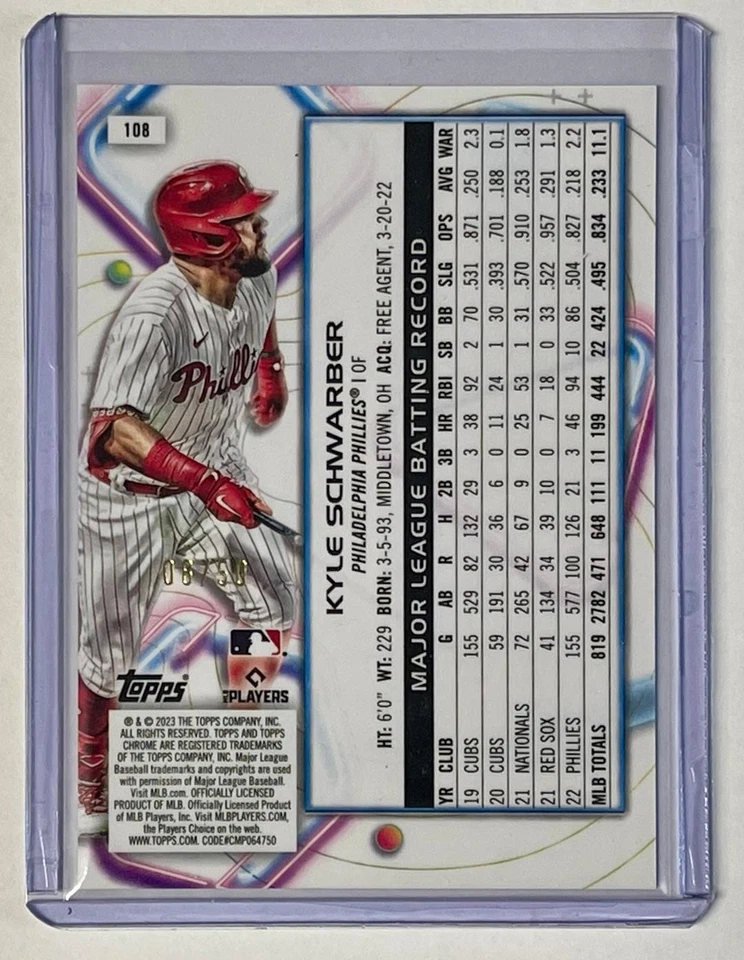 108
Phillies
08/50
KYLE SCHWARBER
PHILADELPHIA PHILLIES® | OF
HT: 6'0" WT: 229 BORN: 3-5-93, MIDDLETOWN, OH ACQ: FREE AGENT, 3-20-22
MAJOR LEAGUE BATTING RECORD
YR CLUB G AB R H 2B 3B HR RBI SB BB SLG OPS AVG WAR
19 CUBS 155 529 82 132 29 3 38 92 2 70 .531 .871 .250 2.3
20 CUBS 59 191 30 36 6 0 11 24 1 30 .393 .701 .188 0.1
21 NATIONALS 72 265 42 67 9 0 25 53 1 31 .570 .910 .253 1.8
21 RED SOX 41 134 34 39 10 0 7 18 0 33 .522 .957 .291 1.3
22 PHILLIES 155 577 100 126 21 3 46 94 10 86 .504 .827 .218 2.2
MLB TOTALS 819 2782 471 648 111 11 199 444 22 424 .495 .834 .233 11.1
topps®
PLAYERS
® & © 2023 THE TOPPS COMPANY, INC.
ALL RIGHTS RESERVED. TOPPS AND TOPPS
CHROME ARE REGISTERED TRADEMARKS
OF THE TOPPS COMPANY, INC. Major League
Baseball trademarks and copyrights are used
with permission of Major League Baseball.
Visit MLB.com. OFFICIALLY LICENSED
PRODUCT OF MLB. Officially Licensed Product
of MLB Players, Inc. Visit MLBPLAYERS.COM,
the Players Choice on the web.
WWW.TOPPS.COM. CODE#CMP064750